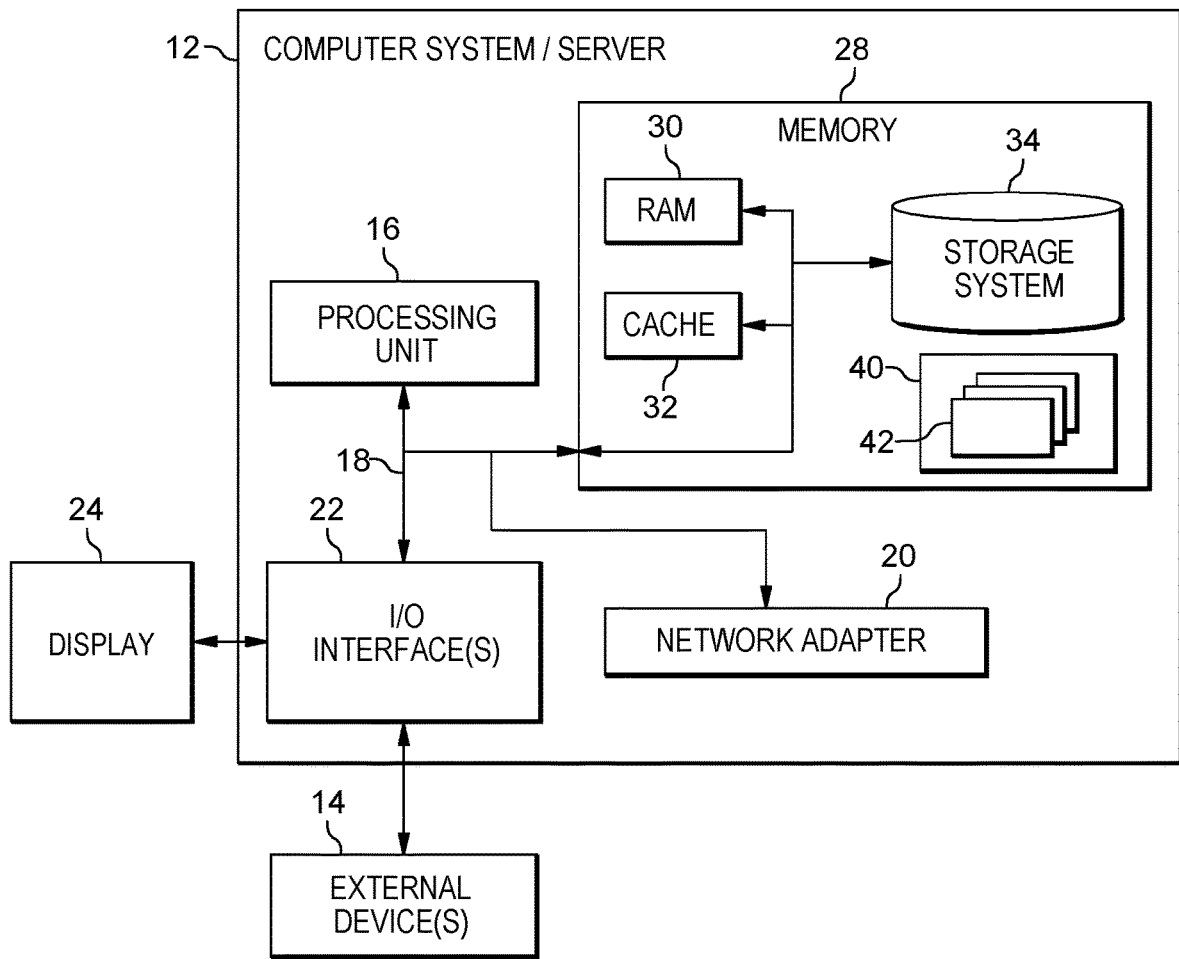 12
COMPUTER SYSTEM / SERVER
28
MEMORY
30
RAM
34
STORAGE
SYSTEM
16
PROCESSING
UNIT
CACHE
32
40
42
18
24
DISPLAY
22
I/O
INTERFACE(S)
20
NETWORK ADAPTER
14
EXTERNAL
DEVICE(S)